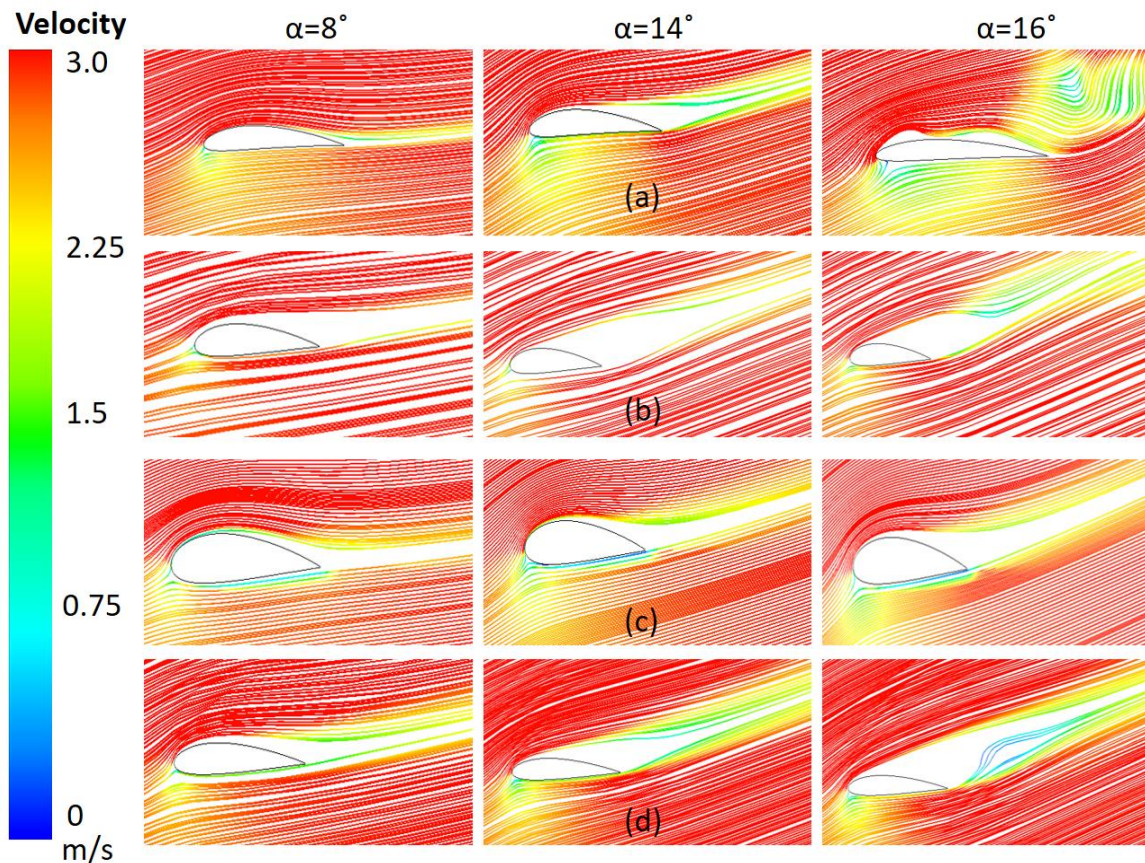 Velocity
α=8˚
α=14˚
α=16˚
3.0
2.25
1.5
0.75
0
m/s
(a)
(b)
(c)
(d)